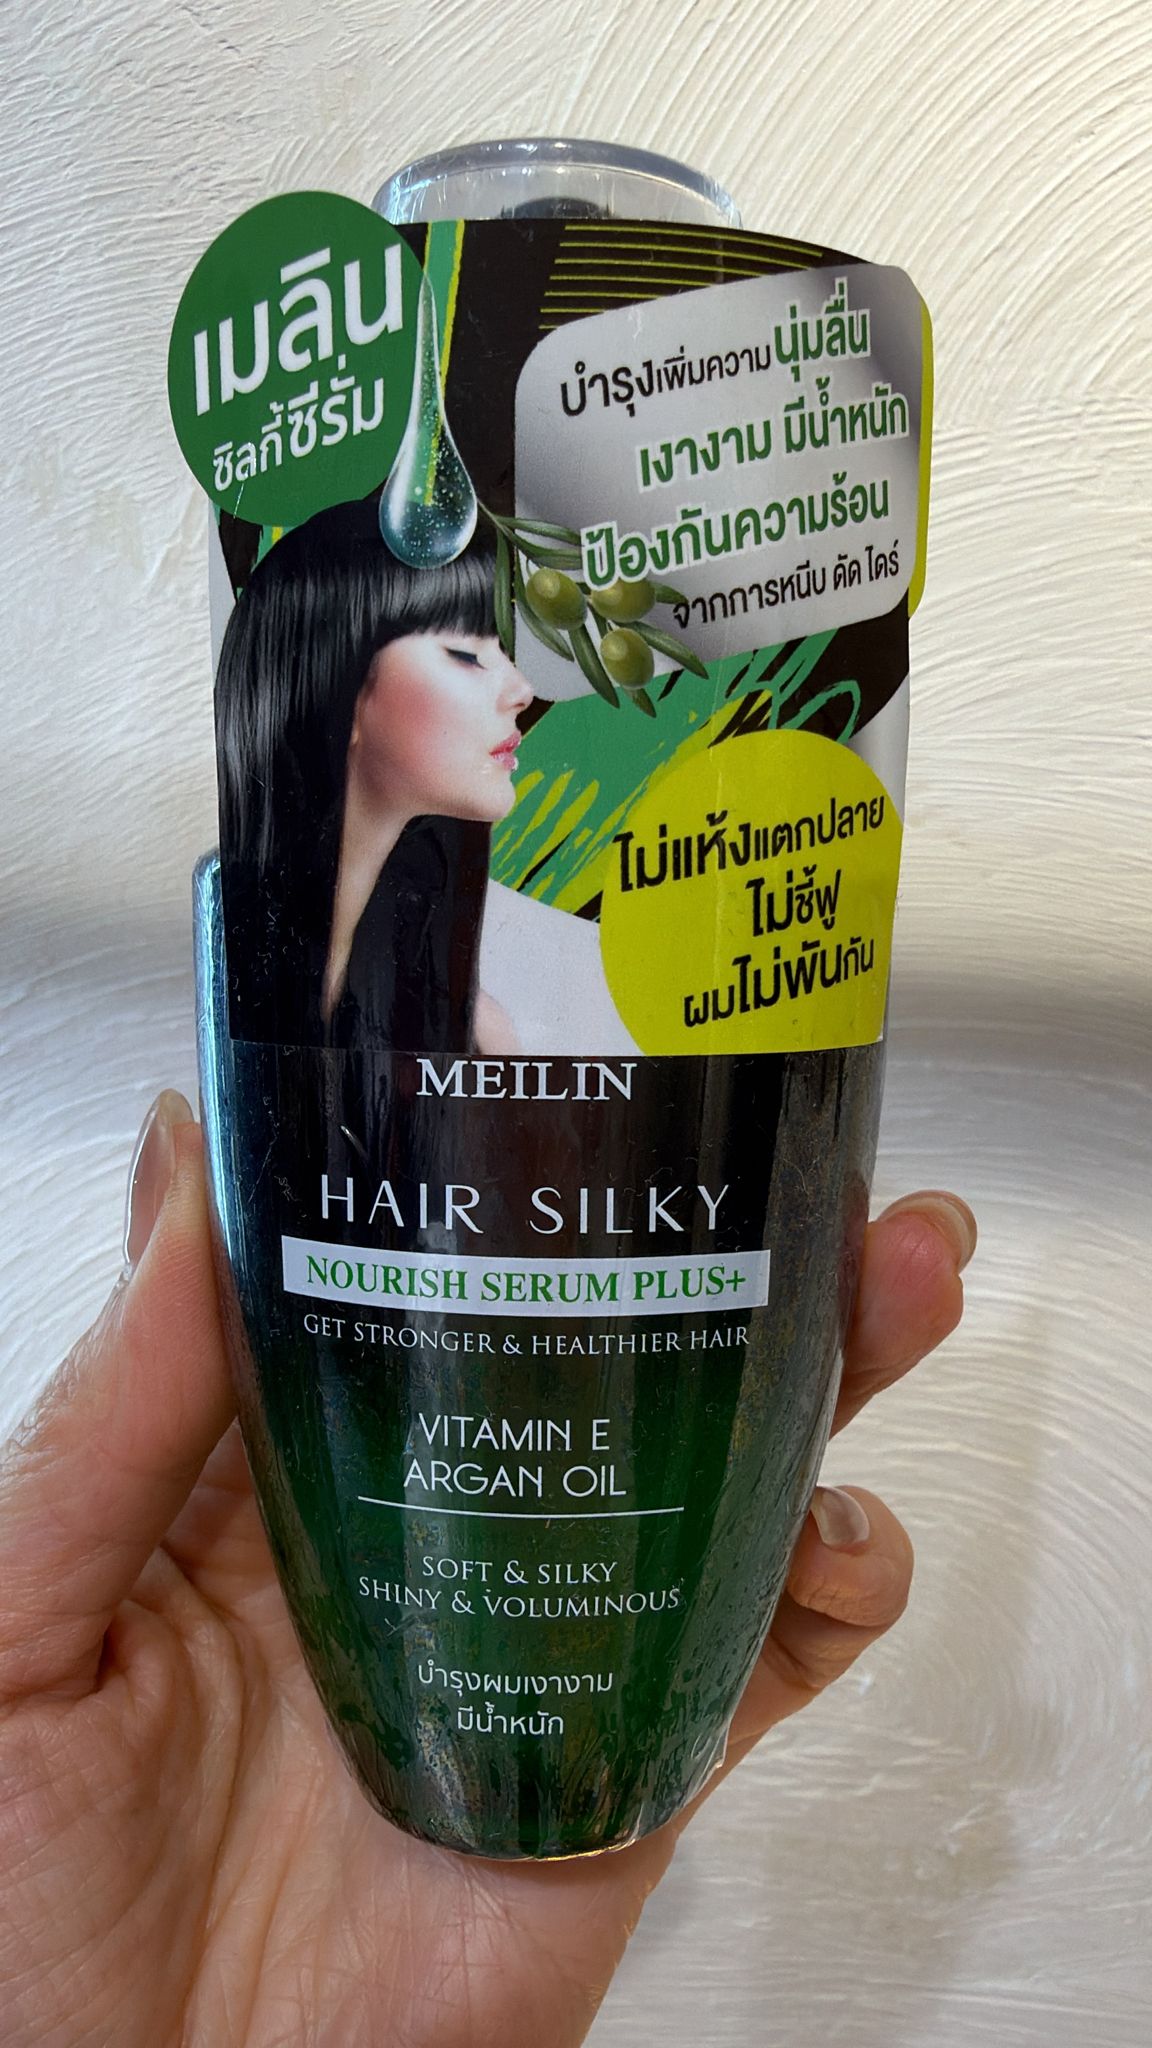 เมลิน
ซิลกี้ซีรั่ม
บำรุงเพิ่มความนุ่มลื่น
เงางาม มีน้ำหนัก
ป้องกันความร้อน
จากการหนีบ ดัด ไดร์
ไม่แห้งแตกปลาย
ไม่ชี้ฟู
ผมไม่พันกัน
MEILIN
HAIR SILKY
NOURISH SERUM PLUS+
GET STRONGER & HEALTHIER HAIR
VITAMIN E
ARGAN OIL
SOFT & SILKY
SHINY & VOLUMINOUS
บำรุงผมเงางาม
มีน้ำหนัก